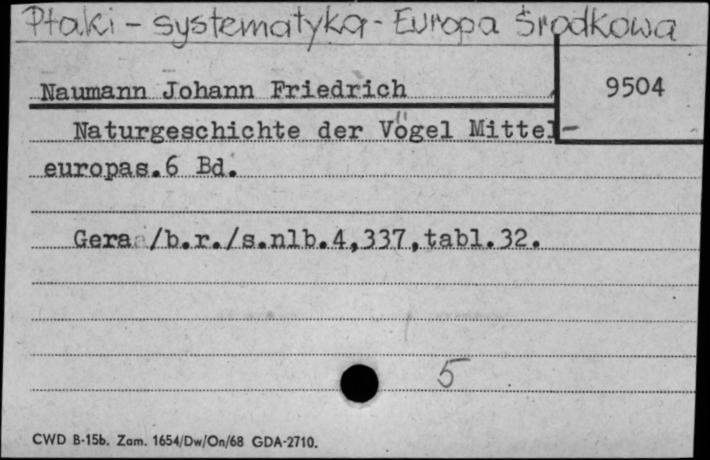 Ptaki - systematyka - Europa Środkowa
Naumann Johann Friedrich
9504
Naturgeschichte der Vögel Mittel-
europas.6 Bd.
Gera /b.r./s.nlb.4,337,tabl.32.
5
CWD B-15b. Zam. 1654/Dw/On/68 GDA-2710.